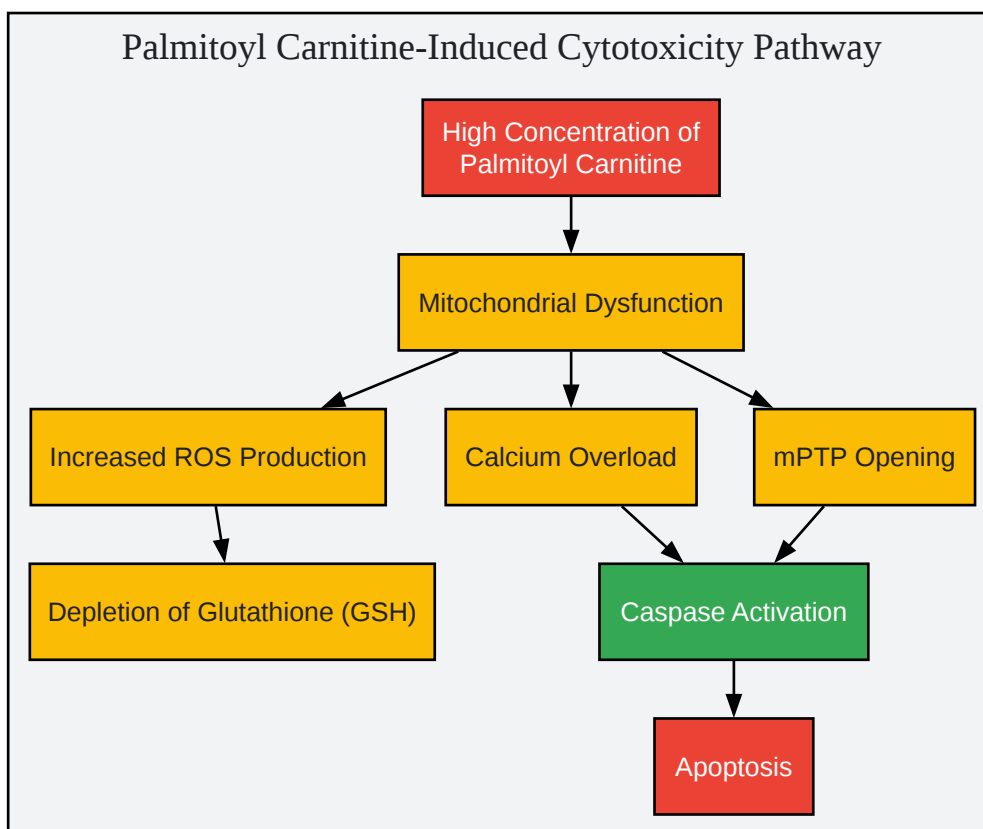 Palmitoyl Carnitine-Induced Cytotoxicity Pathway
High Concentration of
Palmitoyl Carnitine
Mitochondrial Dysfunction
Increased ROS Production
Calcium Overload
mPTP Opening
Depletion of Glutathione (GSH)
Caspase Activation
Apoptosis